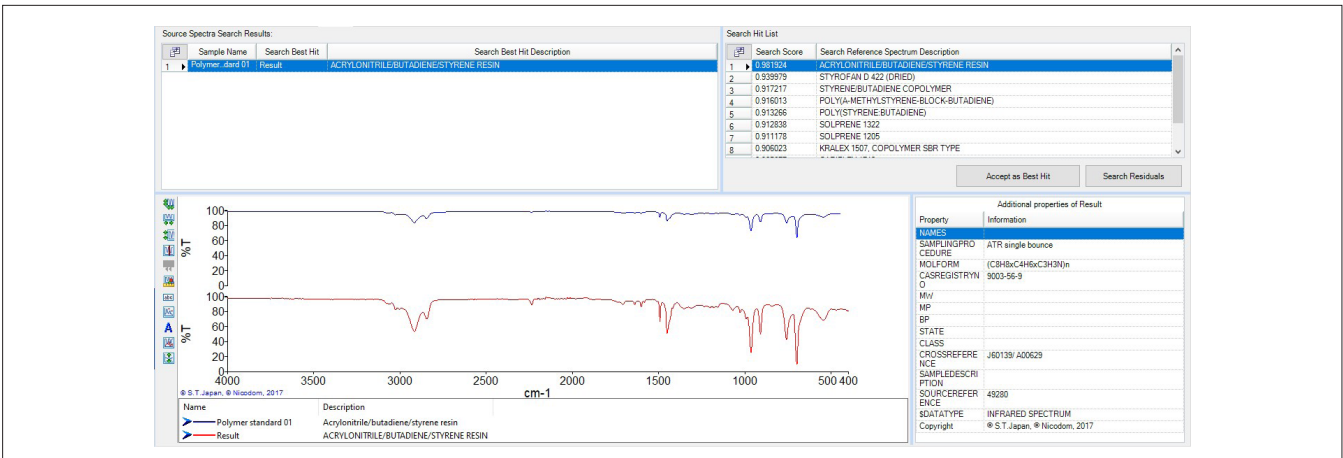 Source Spectra Search Results:
Sample Name Search Best Hit Search Best Hit Description
1 Polymer...dard 01 Result ACRYLONITRILE/BUTADIENE/STYRENE RESIN
Search Hit List
Search Score Search Reference Spectrum Description
1 0.981924 ACRYLONITRILE/BUTADIENE/STYRENE RESIN
2 0.939979 STYROFAN D 422 (DRIED)
3 0.917217 STYRENE/BUTADIENE COPOLYMER
4 0.916013 POLY(A-METHYLSTYRENE-BLOCK-BUTADIENE)
5 0.913266 POLY(STYRENE:BUTADIENE)
6 0.912838 SOLPRENE 1322
7 0.911178 SOLPRENE 1205
8 0.906023 KRALEX 1507, COPOLYMER SBR TYPE
Accept as Best Hit Search Residuals
100
80
60
40
20
%T
100
80
60
40
20
%T
4000 3500 3000 2500 2000 1500 1000 500 400
cm-1
® S.T.Japan, ® Nicodom, 2017
Name Description
Polymer standard 01 Acrylonitrile/butadiene/styrene resin
Result ACRYLONITRILE/BUTADIENE/STYRENE RESIN
abc
A
Additional properties of Result
Property Information
NAMES
SAMPLINGPRO ATR single bounce
CEDURE
MOLFORM (C8H8xC4H6xC3H3N)n
CASREGISTRYN 9003-56-9
O
MW
MP
BP
STATE
CLASS
CROSSREFERE J60139/ A00629
NCE
SAMPLEDESCRI
PTION
SOURCEREFER 49280
ENCE
$DATATYPE INFRARED SPECTRUM
Copyright ® S.T.Japan, ® Nicodom, 2017